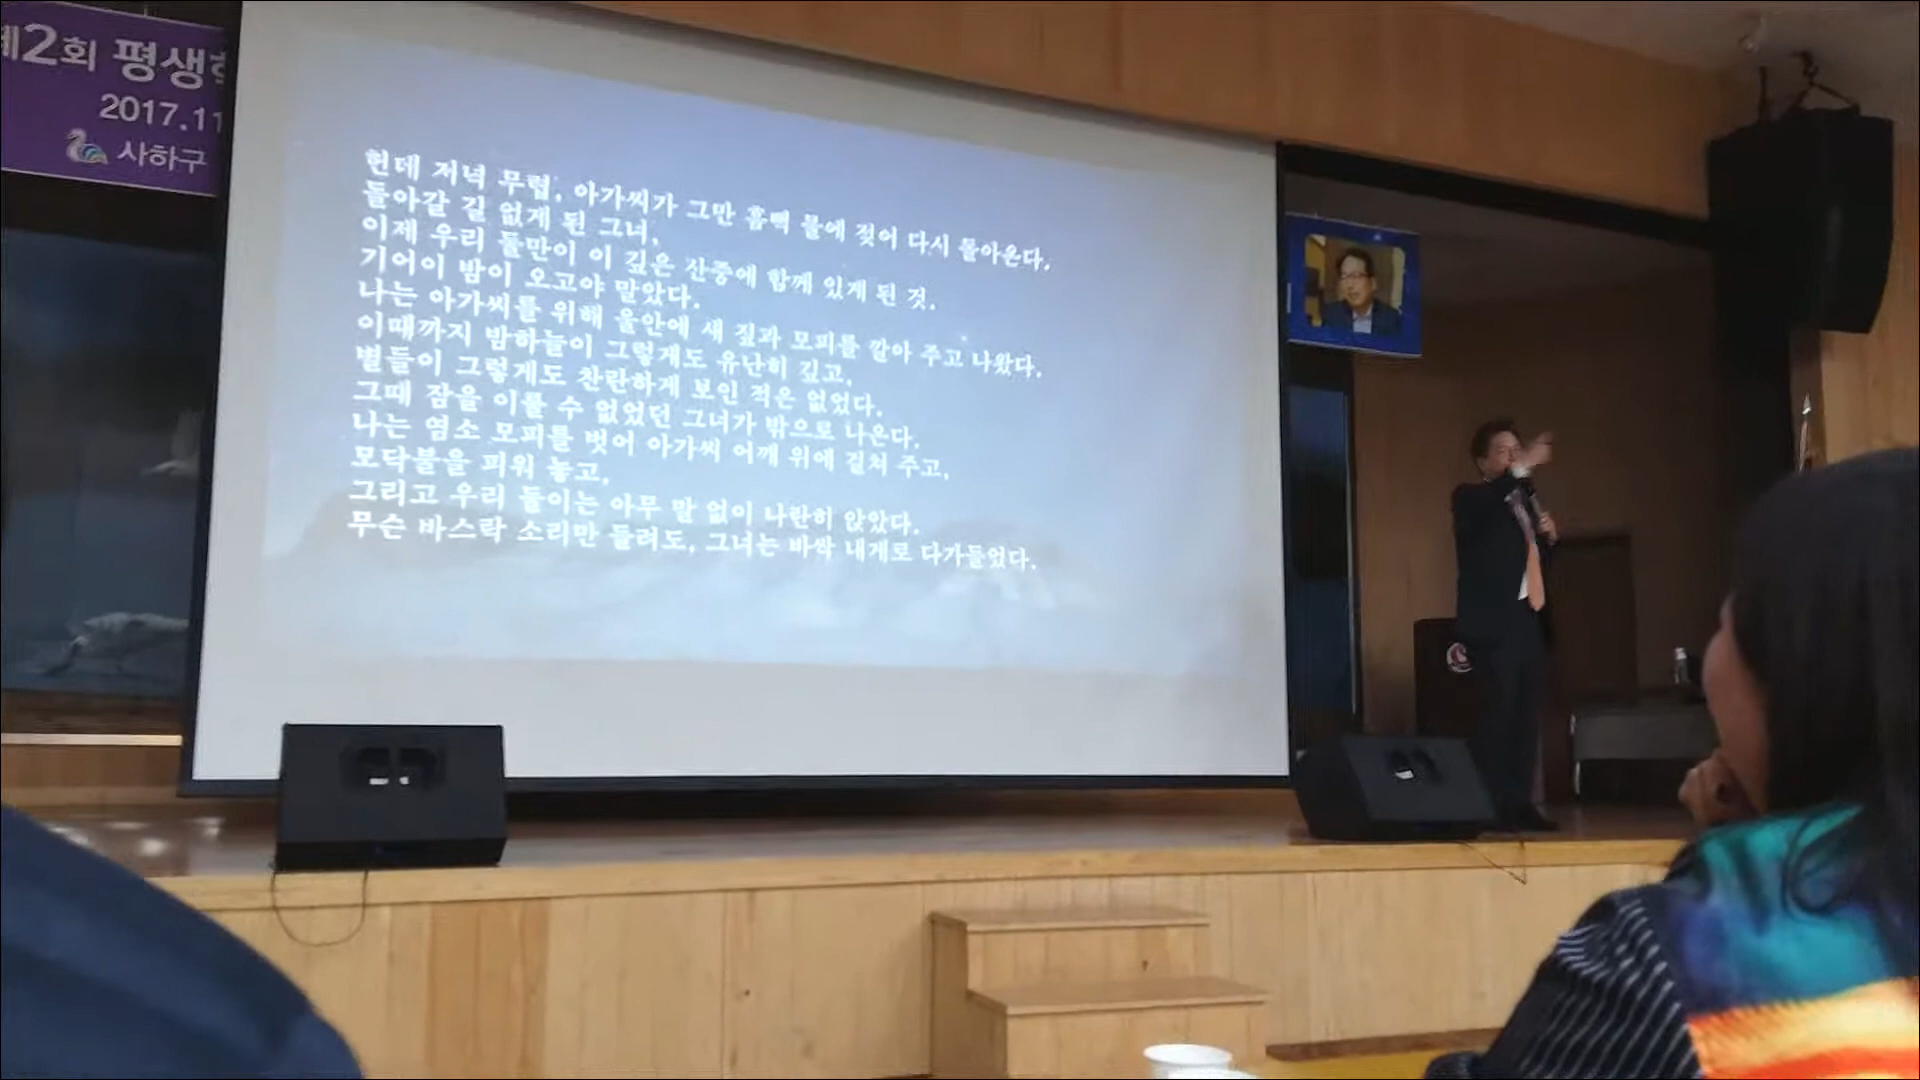 제2회 평생
2017.11
사하구
헌데 저녁 무렵, 아가씨가 그만 흠뻑 물에 젖어 다시 돌아온다.
돌아갈 길 없게 된 그녀,
이제 우리 둘만이 이 깊은 산중에 함께 있게 된 것.
기어이 밤이 오고야 말았다.
나는 아가씨를 위해 울안에 새 짚과 모피를 깔아 주고 나왔다.
이때까지 밤하늘이 그렇게도 유난히 깊고,
별들이 그렇게도 찬란하게 보인 적은 없었다.
그때 잠을 이룰 수 없었던 그녀가 밖으로 나온다.
나는 염소 모피를 벗어 아가씨 어깨 위에 걸쳐 주고,
모닥불을 피워 놓고,
그리고 우리 둘이는 아무 말 없이 나란히 앉았다.
무슨 바스락 소리만 들려도, 그녀는 바싹 내게로 다가들었다.